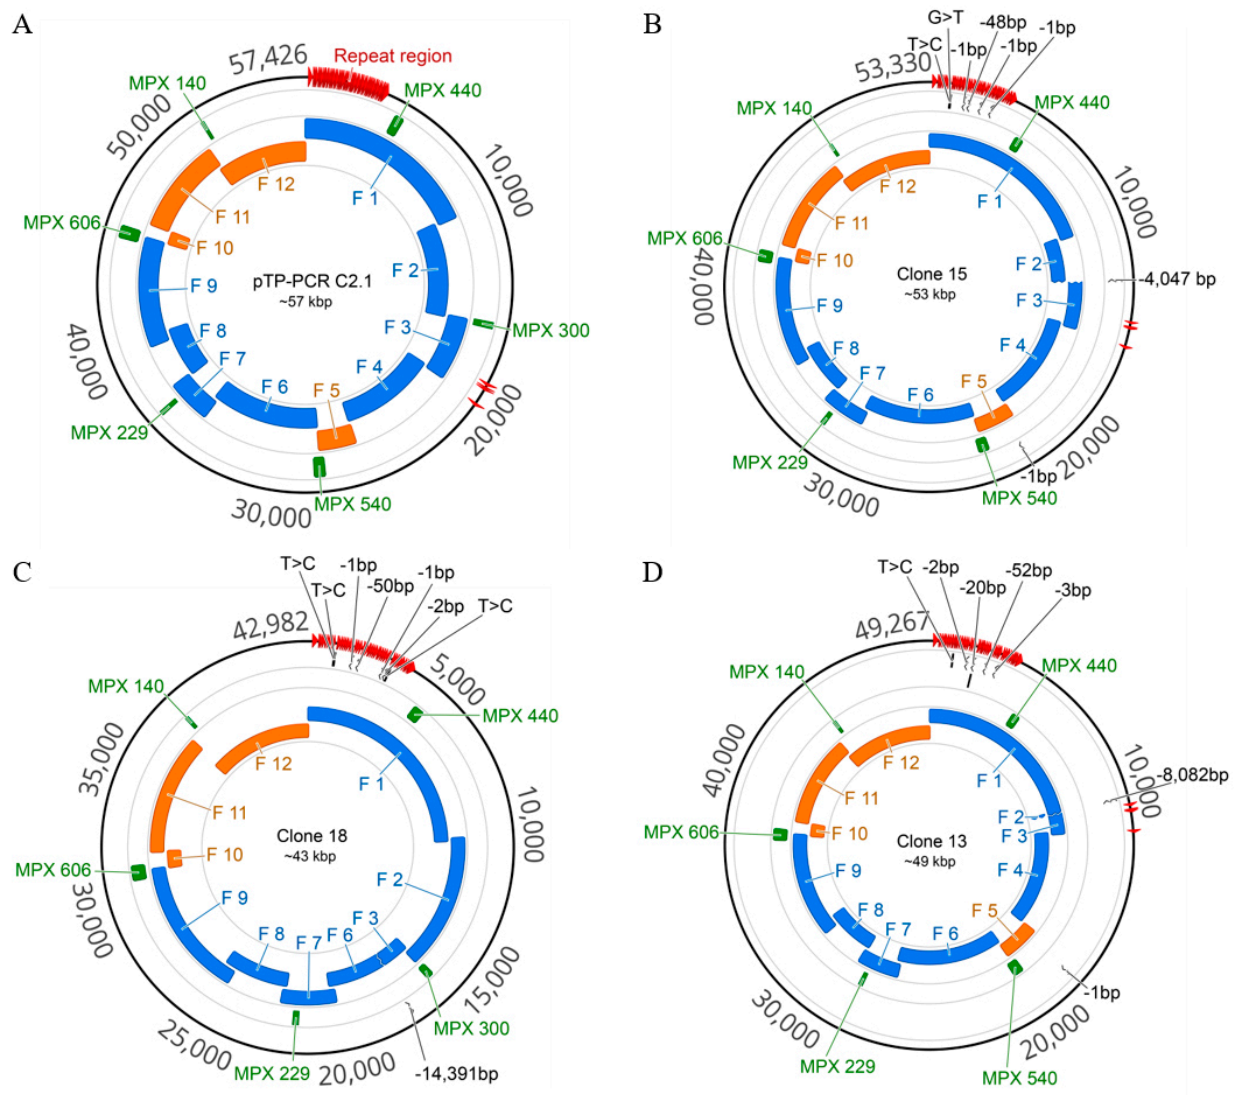 A
57,426
Repeat region
MPX 140
MPX 440
50,000
10,000
F 12
F 1
F 11
MPX 606
F 10
F 2
pTP-PCR C2.1
~57 kbp
F 9
F 3
MPX 300
F 8
F 7
F 4
40,000
F 6
F 5
20,000
MPX 229
MPX 540
30,000
B
G>T
-48bp
-1bp
T>C
-1bp
-1bp
53,330
MPX 140
MPX 440
10,000
F 12
F 1
F 11
MPX 606
F 10
F 2
Clone 15
~53 kbp
-4,047 bp
40,000
F 9
F 3
F 8
F 4
F 7
F 5
F 6
20,000
MPX 229
-1bp
30,000
MPX 540
C
T>C
-1bp
-1bp
T>C
-50bp
-2bp
T>C
42,982
5,000
MPX 140
MPX 440
35,000
F 12
F 1
10,000
F 11
Clone 18
~43 kbp
F 10
MPX 606
F 2
30,000
F 9
F 3
F 8
F 7
F 6
15,000
MPX 300
25,000
20,000
MPX 229
-14,391bp
D
T>C
-2bp
-52bp
-20bp
-3bp
49,267
MPX 140
MPX 440
40,000
F 12
F 1
10,000
-8,082bp
F 11
F 2
MPX 606
F 10
F 3
Clone 13
~49 kbp
F 9
F 4
F 8
F 5
F 7
F 6
-1bp
30,000
20,000
MPX 229
MPX 540